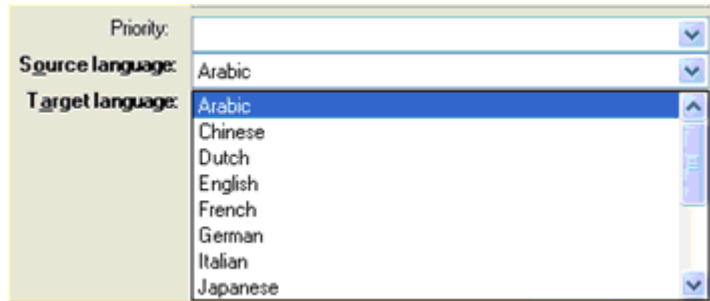 Priority:
Source language: Arabic
Target language: Arabic
Chinese
Dutch
English
French
German
Italian
Japanese